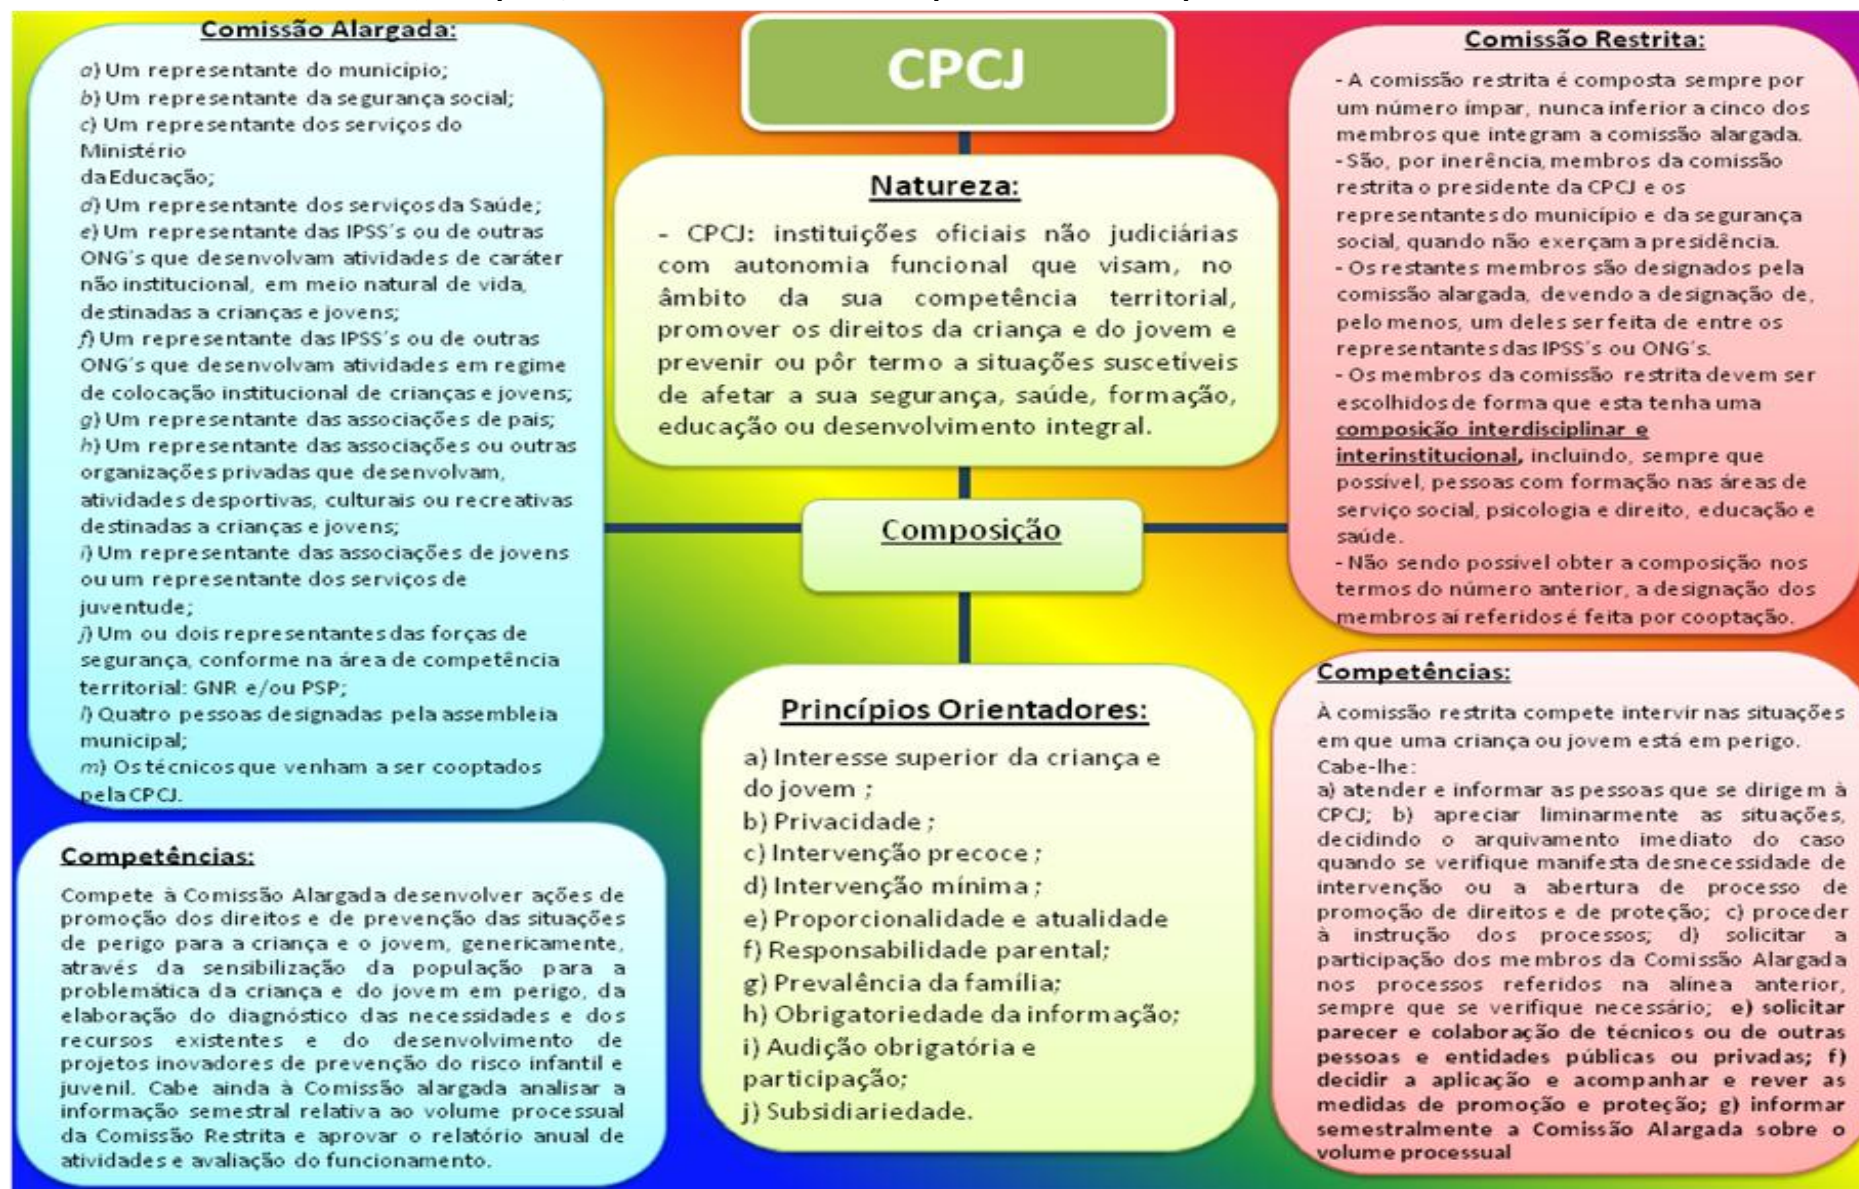 CPCJ
Comissão Alargada:
a) Um representante do município;
b) Um representante da segurança social;
c) Um representante dos serviços do
Ministério
da Educação;
d) Um representante dos serviços da Saúde;
e) Um representante das IPSS´s ou de outras
ONG´s que desenvolvam atividades de caráter
não institucional, em meio natural de vida,
destinadas a crianças e jovens;
f) Um representante das IPSS´s ou de outras
ONG´s que desenvolvam atividades em regime
de colocação institucional de crianças e jovens;
g) Um representante das associações de pais;
h) Um representante das associações ou outras
organizações privadas que desenvolvam,
atividades desportivas, culturais ou recreativas
destinadas a crianças e jovens;
i) Um representante das associações de jovens
ou um representante dos serviços de
juventude;
j) Um ou dois representantes das forças de
segurança, conforme na área de competência
territorial: GNR e/ou PSP;
l) Quatro pessoas designadas pela assembleia
municipal;
m) Os técnicos que venham a ser cooptados
pela CPCJ.
Competências:
Compete à Comissão Alargada desenvolver ações de
promoção dos direitos e de prevenção das situações
de perigo para a criança e o jovem, genericamente,
através da sensibilização da população para a
problemática da criança e do jovem em perigo, da
elaboração do diagnóstico das necessidades e dos
recursos existentes e do desenvolvimento de
projetos inovadores de prevenção do risco infantil e
juvenil. Cabe ainda à Comissão alargada analisar a
informação semestral relativa ao volume processual
da Comissão Restrita e aprovar o relatório anual de
atividades e avaliação do funcionamento.
Natureza:
- CPCJ: instituições oficiais não judiciárias
com autonomia funcional que visam, no
âmbito da sua competência territorial,
promover os direitos da criança e do jovem e
prevenir ou pôr termo a situações suscetíveis
de afetar a sua segurança, saúde, formação,
educação ou desenvolvimento integral.
Composição
Princípios Orientadores:
a) Interesse superior da criança e
do jovem ;
b) Privacidade ;
c) Intervenção precoce ;
d) Intervenção mínima ;
e) Proporcionalidade e atualidade
f) Responsabilidade parental;
g) Prevalência da família;
h) Obrigatoriedade da informação;
i) Audição obrigatória e
participação;
j) Subsidiariedade.
Comissão Restrita:
- A comissão restrita é composta sempre por
um número ímpar, nunca inferior a cinco dos
membros que integram a comissão alargada.
- São, por inerência, membros da comissão
restrita o presidente da CPCJ e os
representantes do município e da segurança
social, quando não exerçam a presidência.
- Os restantes membros são designados pela
comissão alargada, devendo a designação de,
pelo menos, um deles ser feita de entre os
representantes das IPSS´s ou ONG´s.
- Os membros da comissão restrita devem ser
escolhidos de forma que esta tenha uma
composição interdisciplinar e
interinstitucional, incluindo, sempre que
possível, pessoas com formação nas áreas de
serviço social, psicologia e direito, educação e
saúde.
- Não sendo possível obter a composição nos
termos do número anterior, a designação dos
membros aí referidos é feita por cooptação.
Competências:
À comissão restrita compete intervir nas situações
em que uma criança ou jovem está em perigo.
Cabe-lhe:
a) atender e informar as pessoas que se dirigem à
CPCJ; b) apreciar liminarmente as situações,
decidindo o arquivamento imediato do caso
quando se verifique manifesta desnecessidade de
intervenção ou a abertura de processo de
promoção de direitos e de proteção; c) proceder
à instrução dos processos; d) solicitar a
participação dos membros da Comissão Alargada
nos processos referidos na alínea anterior,
sempre que se verifique necessário; e) solicitar
parecer e colaboração de técnicos ou de outras
pessoas e entidades públicas ou privadas; f)
decidir a aplicação e acompanhar e rever as
medidas de promoção e proteção; g) informar
semestralmente a Comissão Alargada sobre o
volume processual